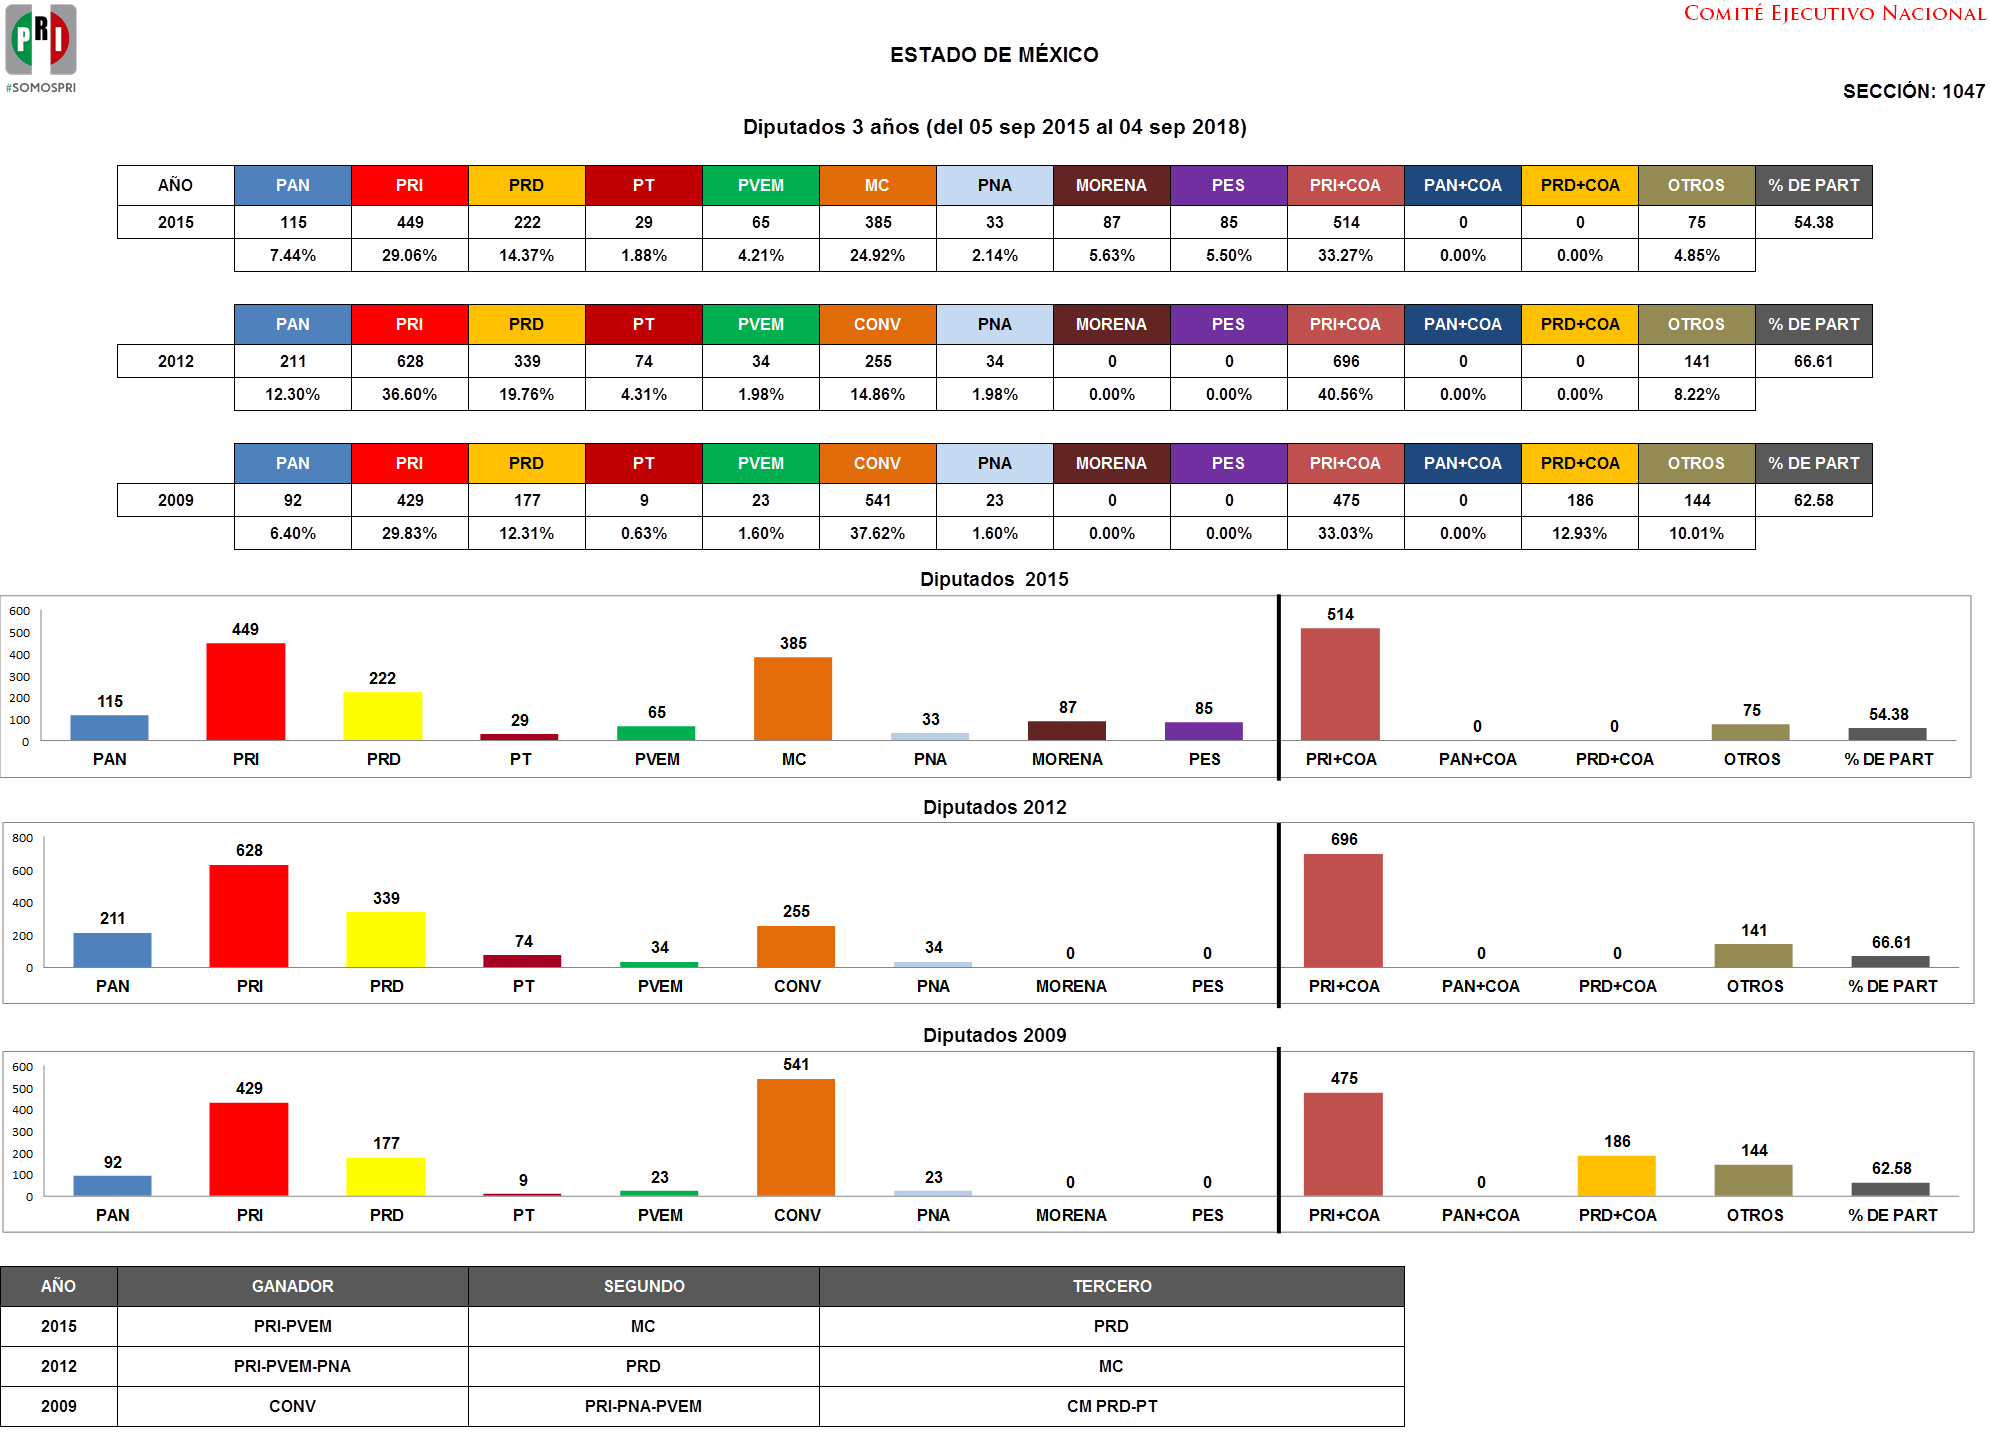 PRI
#SOMOSPRI
COMITÉ EJECUTIVO NACIONAL
ESTADO DE MÉXICO
SECCIÓN: 1047
Diputados 3 años (del 05 sep 2015 al 04 sep 2018)
AÑO PAN PRI PRD PT PVEM MC PNA MORENA PES PRI+COA PAN+COA PRD+COA OTROS % DE PART
2015 115 449 222 29 65 385 33 87 85 514 0 0 75 54.38
7.44% 29.06% 14.37% 1.88% 4.21% 24.92% 2.14% 5.63% 5.50% 33.27% 0.00% 0.00% 4.85%
PAN PRI PRD PT PVEM CONV PNA MORENA PES PRI+COA PAN+COA PRD+COA OTROS % DE PART
2012 211 628 339 74 34 255 34 0 0 696 0 0 141 66.61
12.30% 36.60% 19.76% 4.31% 1.98% 14.86% 1.98% 0.00% 0.00% 40.56% 0.00% 0.00% 8.22%
PAN PRI PRD PT PVEM CONV PNA MORENA PES PRI+COA PAN+COA PRD+COA OTROS % DE PART
2009 92 429 177 9 23 541 23 0 0 475 0 186 144 62.58
6.40% 29.83% 12.31% 0.63% 1.60% 37.62% 1.60% 0.00% 0.00% 33.03% 0.00% 12.93% 10.01%
Diputados 2015
600
500
400
300
200
100
0
115 449 222 29 65 385 33 87 85 514 0 0 75 54.38
PAN PRI PRD PT PVEM MC PNA MORENA PES PRI+COA PAN+COA PRD+COA OTROS % DE PART
Diputados 2012
800
600
400
200
0
211 628 339 74 34 255 34 0 0 696 0 0 141 66.61
PAN PRI PRD PT PVEM CONV PNA MORENA PES PRI+COA PAN+COA PRD+COA OTROS % DE PART
Diputados 2009
600
500
400
300
200
100
0
92 429 177 9 23 541 23 0 0 475 0 186 144 62.58
PAN PRI PRD PT PVEM CONV PNA MORENA PES PRI+COA PAN+COA PRD+COA OTROS % DE PART
AÑO GANADOR SEGUNDO TERCERO
2015 PRI-PVEM MC PRD
2012 PRI-PVEM-PNA PRD MC
2009 CONV PRI-PNA-PVEM CM PRD-PT